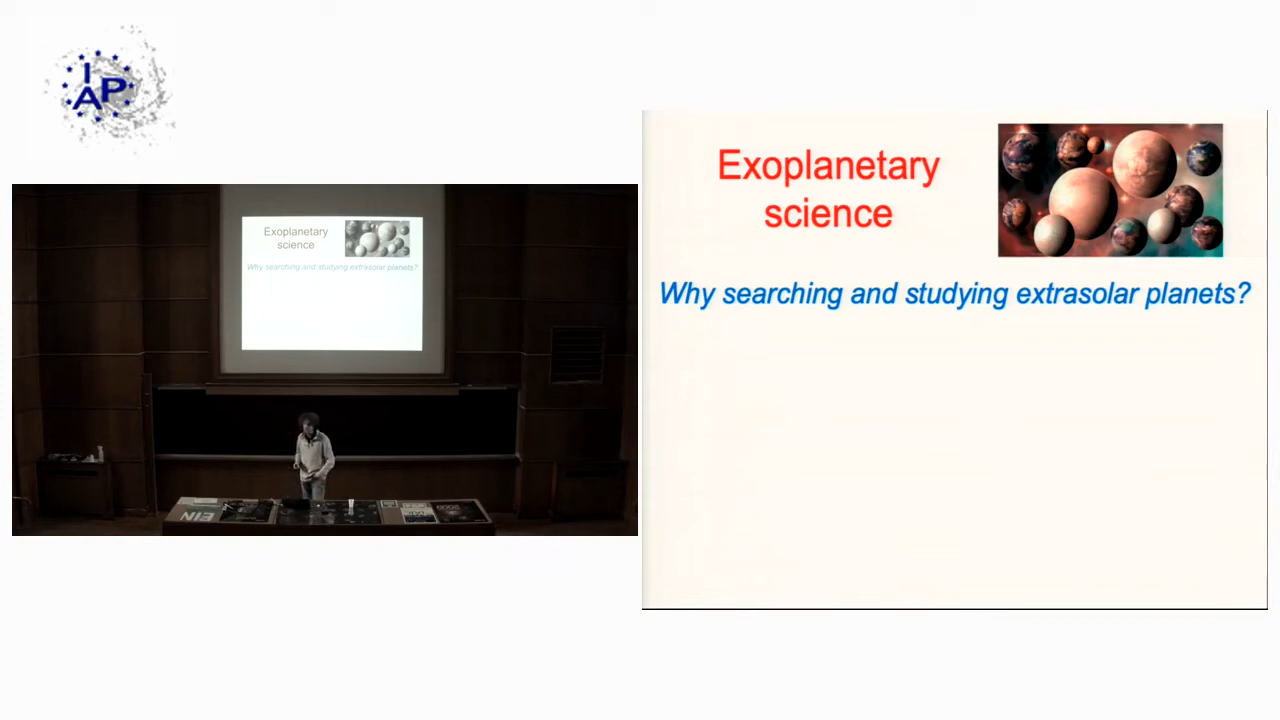 IAP
Exoplanetary
science
Why searching and studying extrasolar planets?
Exoplanetary
science
Why searching and studying extrasolar planets?